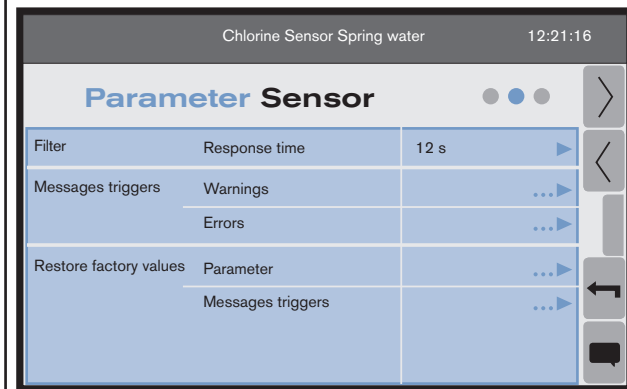 Chlorine Sensor Spring water 12:21:16
Parameter Sensor
Filter Response time 12 s
Messages triggers Warnings ...
Errors ...
Restore factory values Parameter ...
Messages triggers ...